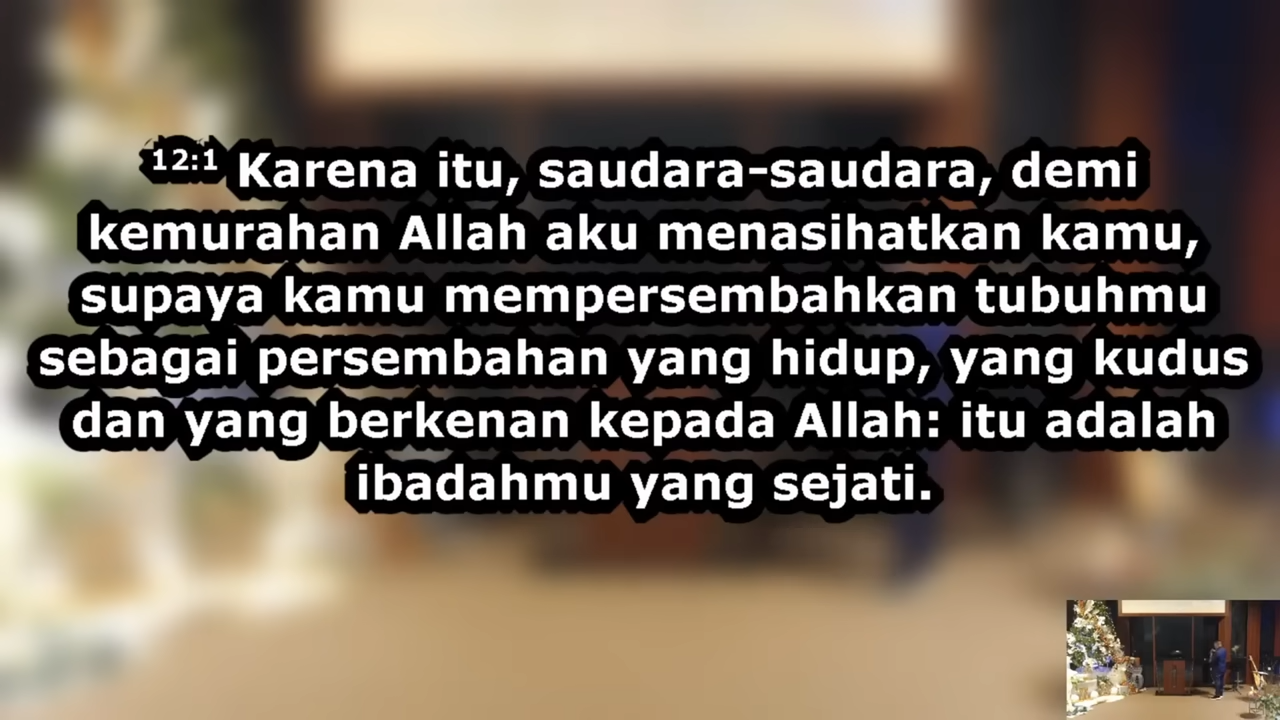 12:1 Karena itu, saudara-saudara, demi
kemurahan Allah aku menasihatkan kamu,
supaya kamu mempersembahkan tubuhmu
sebagai persembahan yang hidup, yang kudus
dan yang berkenan kepada Allah: itu adalah
ibadahmu yang sejati.